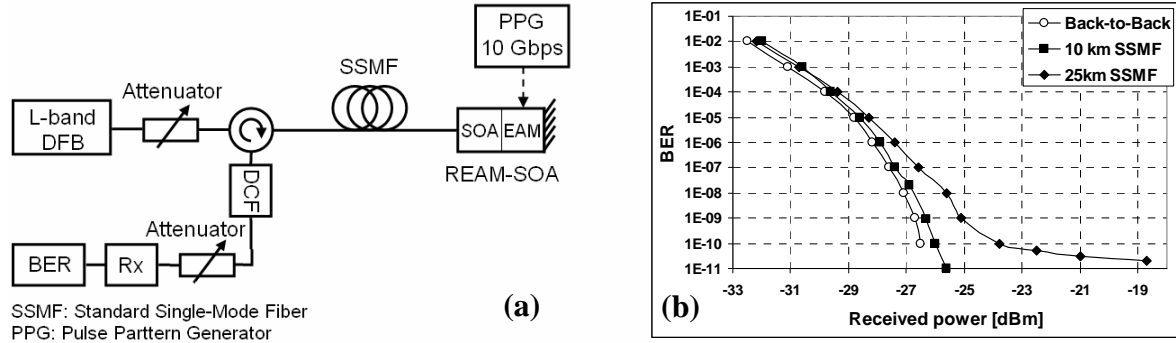 PPG
10 Gbps
SSMF
Attenuator
L-band
DFB
SOA
EAM
REAM-SOA
DCF
Attenuator
BER
Rx
SSMF: Standard Single-Mode Fiber
PPG: Pulse Parttern Generator
(a)
1E-01
1E-02
1E-03
1E-04
1E-05
1E-06
1E-07
1E-08
1E-09
1E-10
1E-11
BER
Back-to-Back
10 km SSMF
25km SSMF
-33 -31 -29 -27 -25 -23 -21 -19
Received power [dBm]
(b)